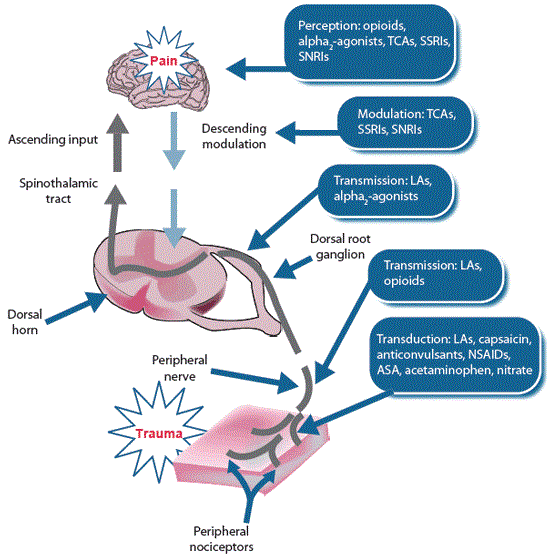 Perception: opioids,
alpha2-agonists, TCAs, SSRIs,
SNRIs
Pain
Modulation: TCAs,
SSRIs, SNRIs
Descending
modulation
Ascending input
Spinothalamic
tract
Transmission: LAs,
alpha2-agonists
Dorsal root
ganglion
Transmission: LAs,
opioids
Dorsal
horn
Transduction: LAs, capsaicin,
anticonvulsants, NSAIDs,
ASA, acetaminophen, nitrate
Peripheral
nerve
Trauma
Peripheral
nociceptors